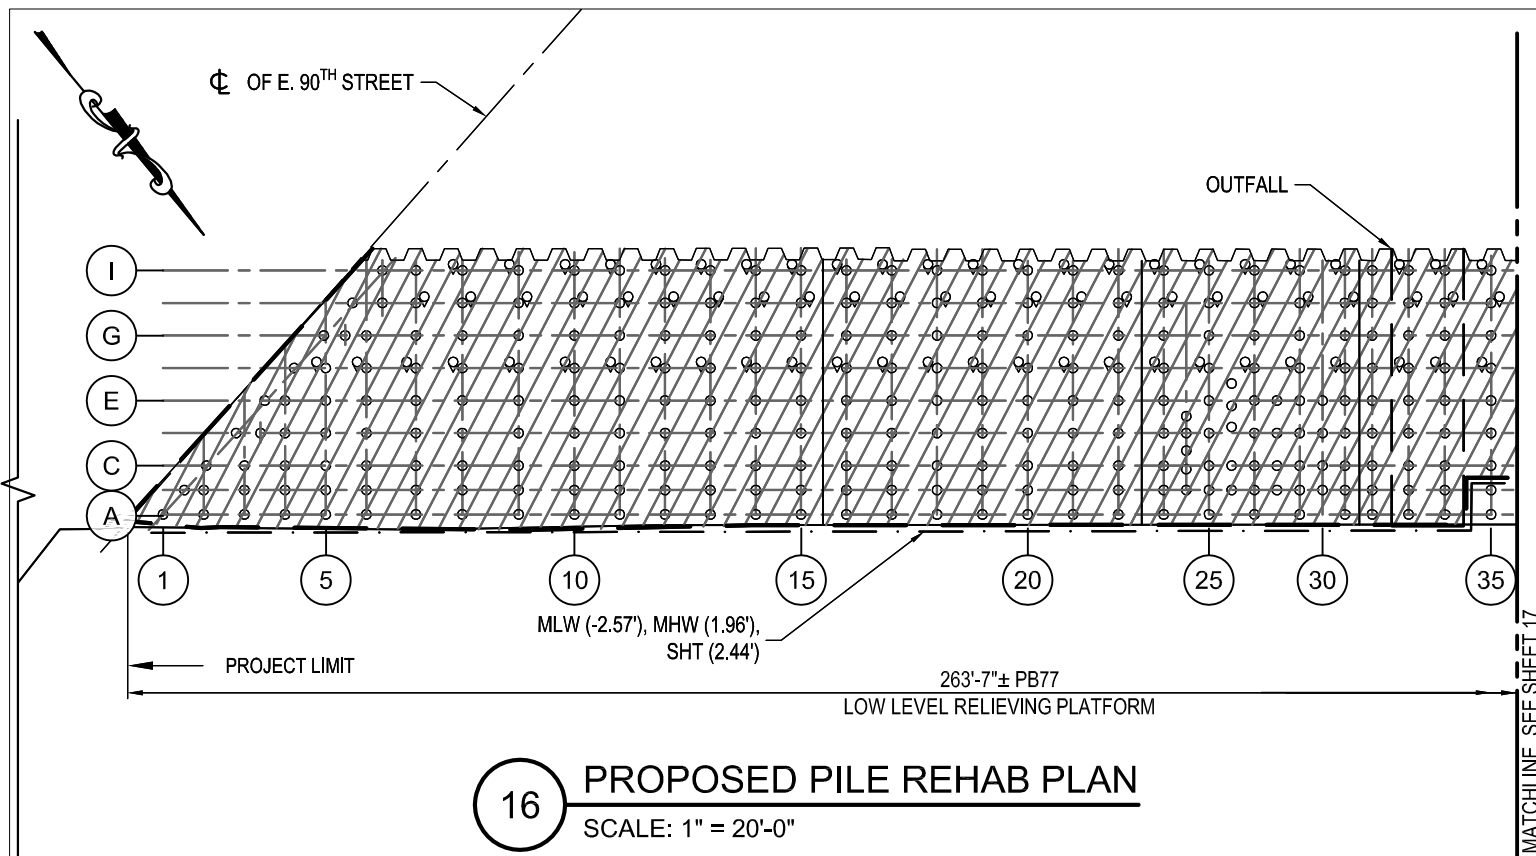 ℄ OF E. 90TH STREET
OUTFALL
I
G
E
C
A
1
5
10
15
20
25
30
35
MLW (-2.57'), MHW (1.96'),
SHT (2.44')
PROJECT LIMIT
263'-7"± PB77
LOW LEVEL RELIEVING PLATFORM
MATCHLINE SEE SHEET 17
16
PROPOSED PILE REHAB PLAN
SCALE: 1" = 20'-0"